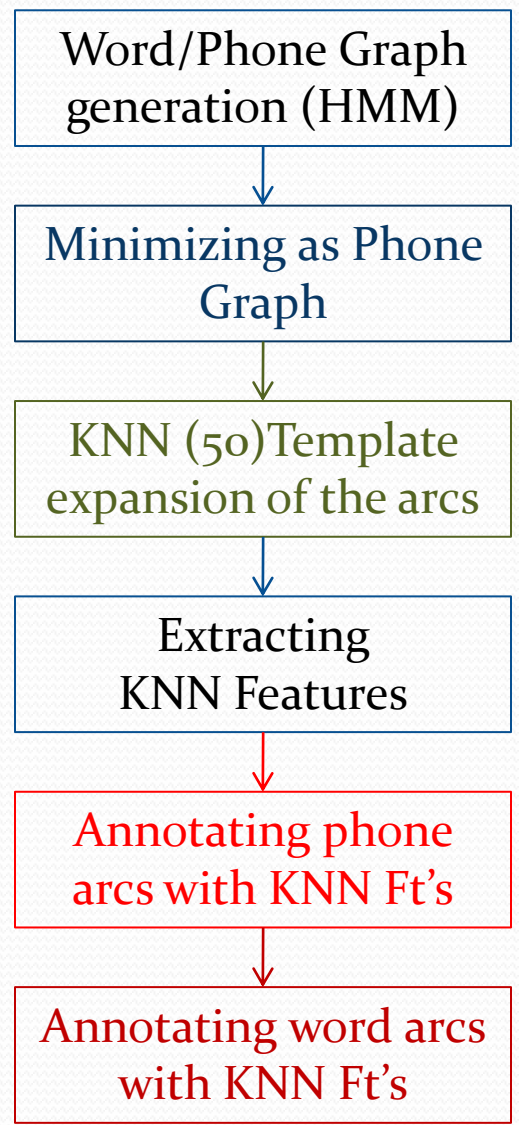 Word/Phone Graph
generation (HMM)
Minimizing as Phone
Graph
KNN (50)Template
expansion of the arcs
Extracting
KNN Features
Annotating phone
arcs with KNN Ft’s
Annotating word arcs
with KNN Ft’s